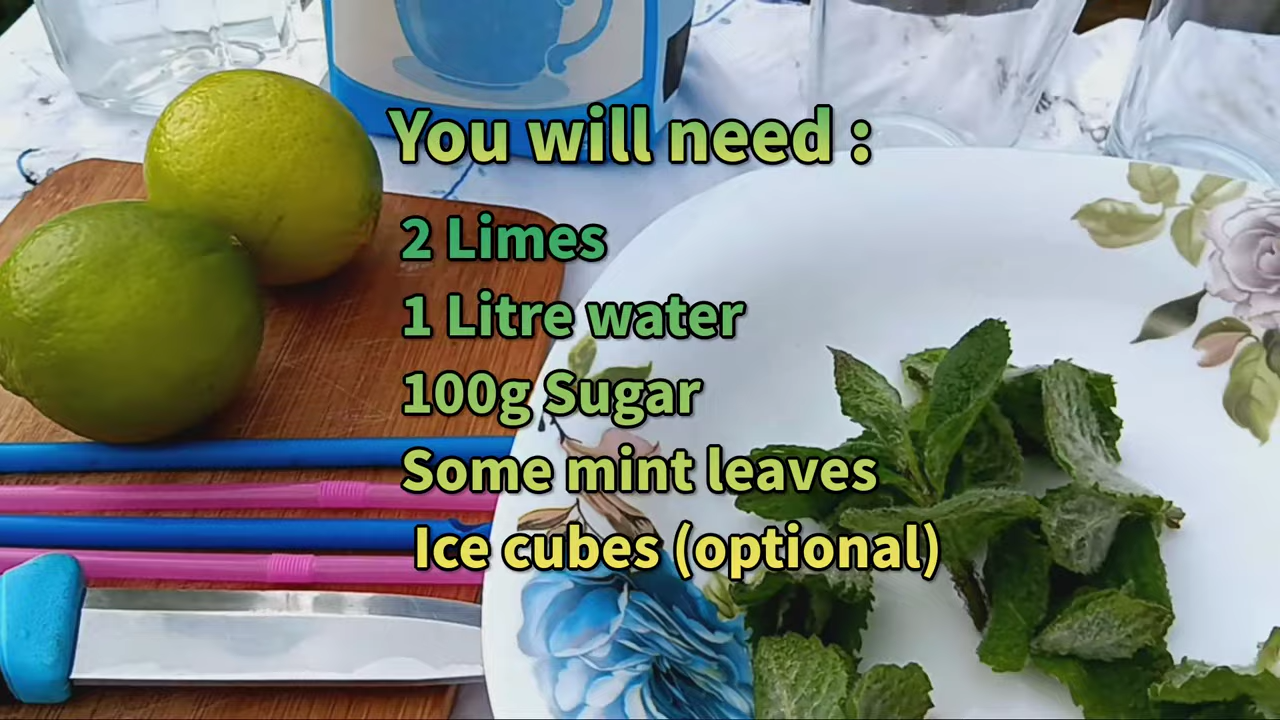 You will need :
2 Limes
1 Litre water
100g Sugar
Some mint leaves
Ice cubes (optional)